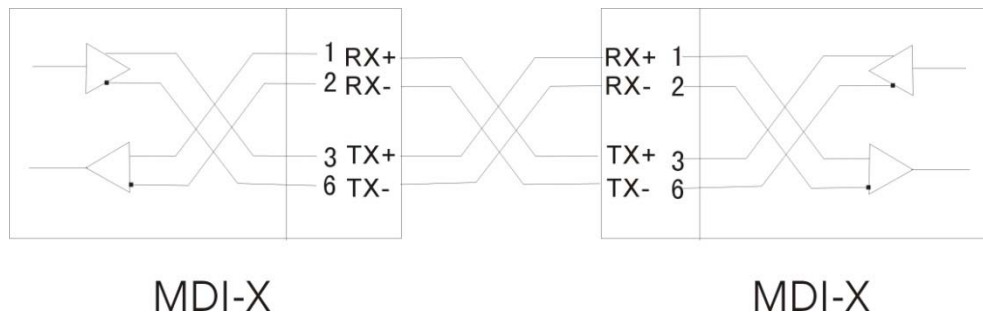 1 RX+ RX+ 1
2 RX- RX- 2
3 TX+ TX+ 3
6 TX- TX- 6
MDI-X MDI-X